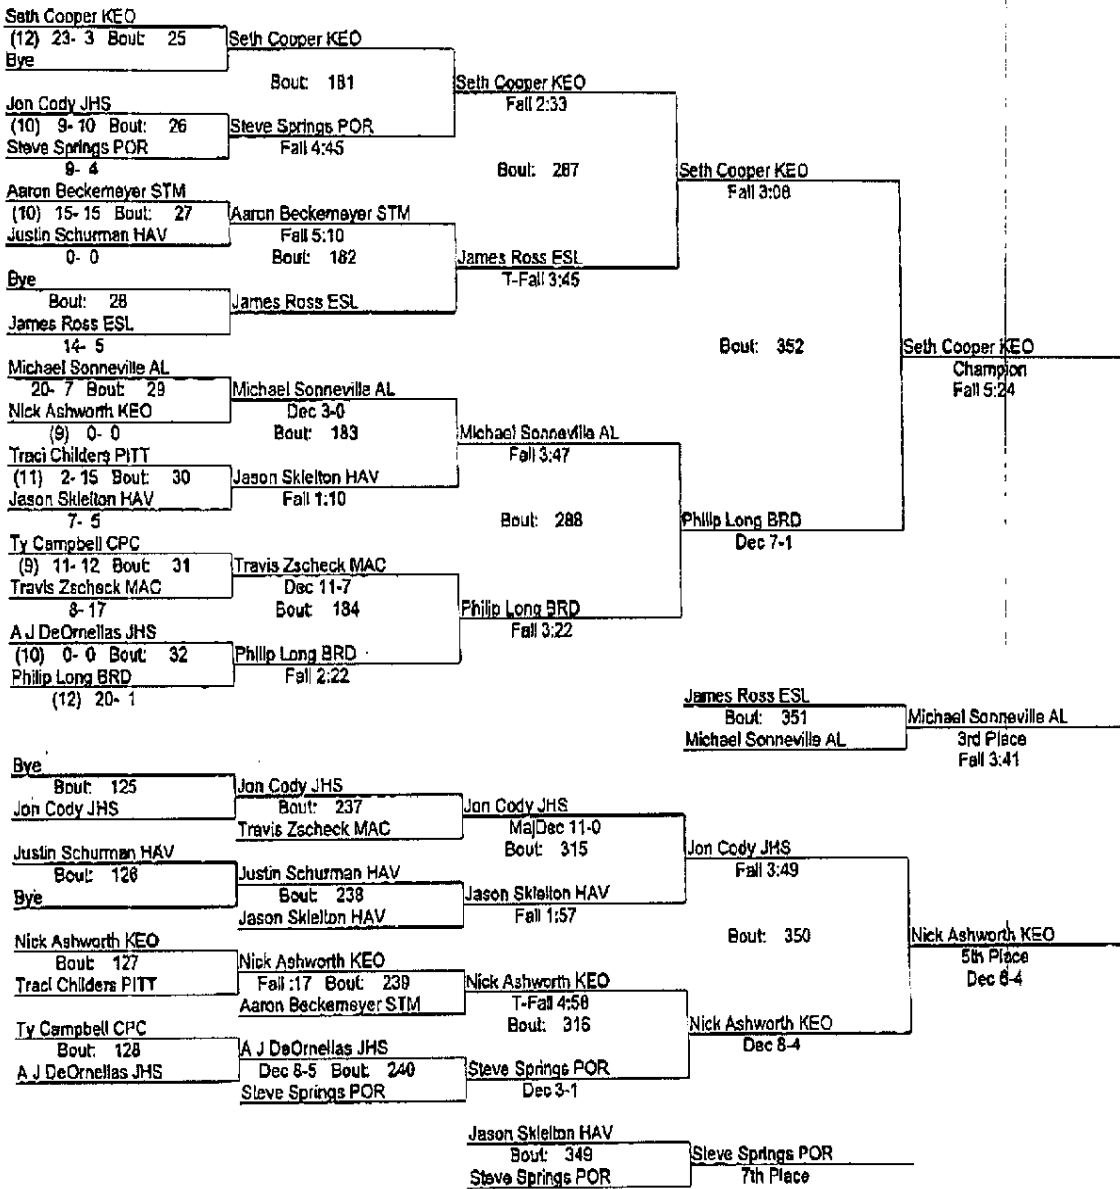 Seth Cooper KEO
(12) 23- 3 Bout: 25
Bye
Jon Cody JHS
(10) 9- 10 Bout: 26
Steve Springs POR
9- 4
Aaron Beckemeyer STM
(10) 15- 15 Bout: 27
Justin Schurman HAV
0- 0
Bye
Bout: 28
James Ross ESL
14- 5
Michael Sonneville AL
20- 7 Bout: 29
Nick Ashworth KEO
(9) 0- 0
Traci Childers PITT
(11) 2- 15 Bout: 30
Jason Sklelton HAV
7- 5
Ty Campbell CPC
(9) 11- 12 Bout: 31
Travis Zscheck MAC
8- 17
A J DeOrnellas JHS
(10) 0- 0 Bout: 32
Philip Long BRD
(12) 20- 1
Seth Cooper KEO
Bout: 181
Steve Springs POR
Fall 4:45
Aaron Beckemeyer STM
Fall 5:10
Bout: 182
James Ross ESL
Michael Sonneville AL
Dec 3-0
Bout: 183
Jason Sklelton HAV
Fall 1:10
Travis Zscheck MAC
Dec 11-7
Bout: 184
Philip Long BRD
Fall 2:22
Seth Cooper KEO
Fall 2:33
Bout: 287
James Ross ESL
T-Fall 3:45
Michael Sonneville AL
Fall 3:47
Bout: 288
Philip Long BRD
Fall 3:22
Seth Cooper KEO
Fall 3:08
Bout: 352
Philip Long BRD
Dec 7-1
Seth Cooper KEO
Champion
Fall 5:24
James Ross ESL
Bout: 351
Michael Sonneville AL
Michael Sonneville AL
3rd Place
Fall 3:41
Bye
Bout: 125
Jon Cody JHS
Justin Schurman HAV
Bout: 126
Bye
Nick Ashworth KEO
Bout: 127
Traci Childers PITT
Ty Campbell CPC
Bout: 128
A J DeOrnellas JHS
Jon Cody JHS
Bout: 237
Travis Zscheck MAC
Justin Schurman HAV
Bout: 238
Jason Sklelton HAV
Nick Ashworth KEO
Fall :17 Bout: 239
Aaron Beckemeyer STM
A J DeOrnellas JHS
Dec 8-5 Bout: 240
Steve Springs POR
Jon Cody JHS
MajDec 11-0
Bout: 315
Jason Sklelton HAV
Fall 1:57
Nick Ashworth KEO
T-Fall 4:58
Bout: 316
Steve Springs POR
Dec 3-1
Jon Cody JHS
Fall 3:49
Bout: 350
Nick Ashworth KEO
Dec 8-4
Nick Ashworth KEO
5th Place
Dec 6-4
Jason Sklelton HAV
Bout: 349
Steve Springs POR
Steve Springs POR
7th Place